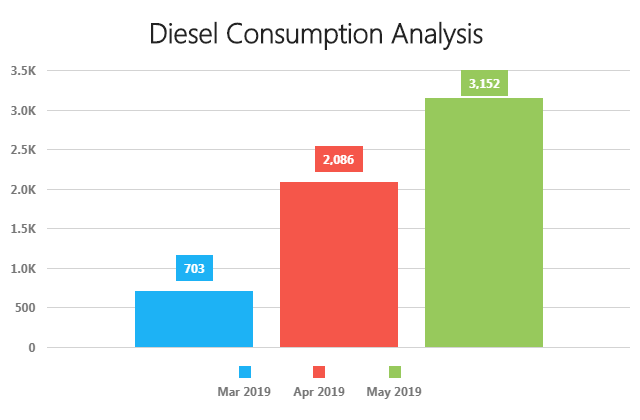 Diesel Consumption Analysis
3.5K
3,152
3.0K
2.5K
2,086
2.0K
1.5K
703
1.0K
500
0
Mar 2019 Apr 2019 May 2019